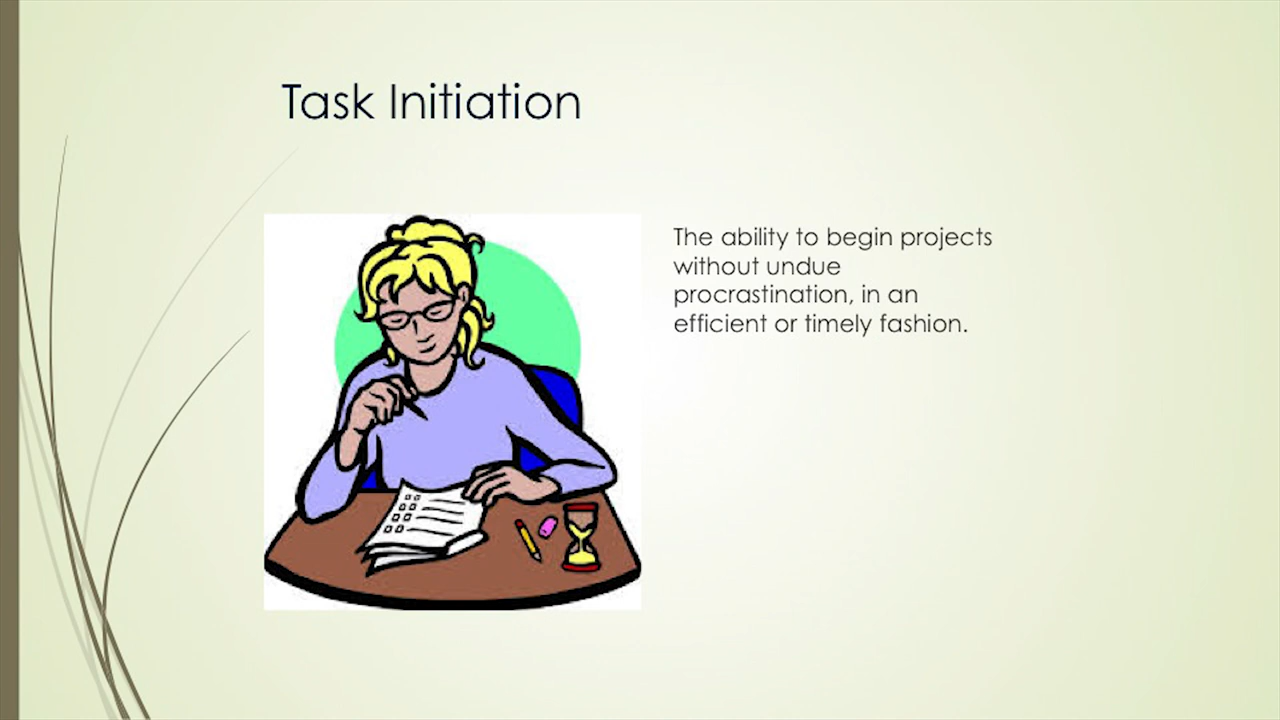 Task Initiation
The ability to begin projects
without undue
procrastination, in an
efficient or timely fashion.